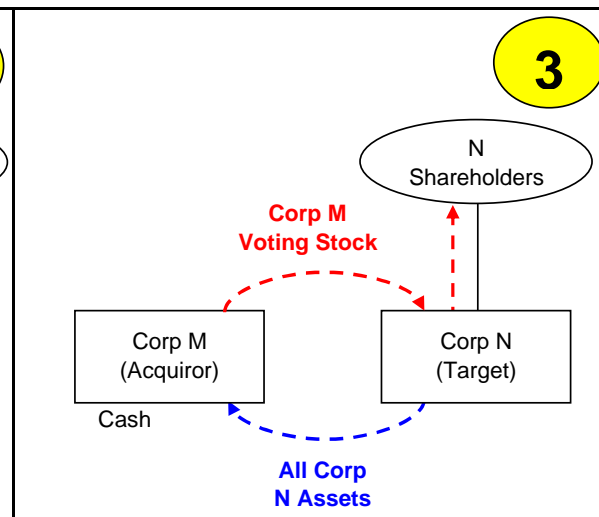 3
N
Shareholders
Corp M
Voting Stock
Corp M
(Acquiror)
Corp N
(Target)
Cash
All Corp
N Assets